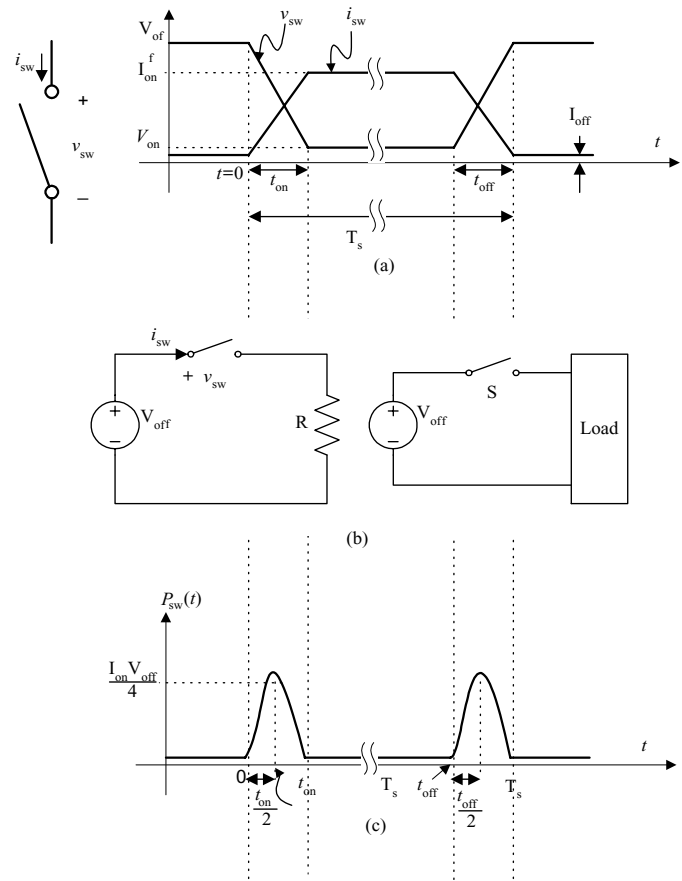 V_of
f
v_sw
i_sw
i_sw
I_on
+
v_sw
−
V_on
I_off
t
t=0
t_on
t_off
T_s
(a)
i_sw
+ v_sw
+
−
V_off
R
+
−
V_off
S
Load
(b)
P_sw(t)
I_on V_off
4
t
0
t_on
2
t_on
T_s
t_off
t_off
2
T_s
(c)